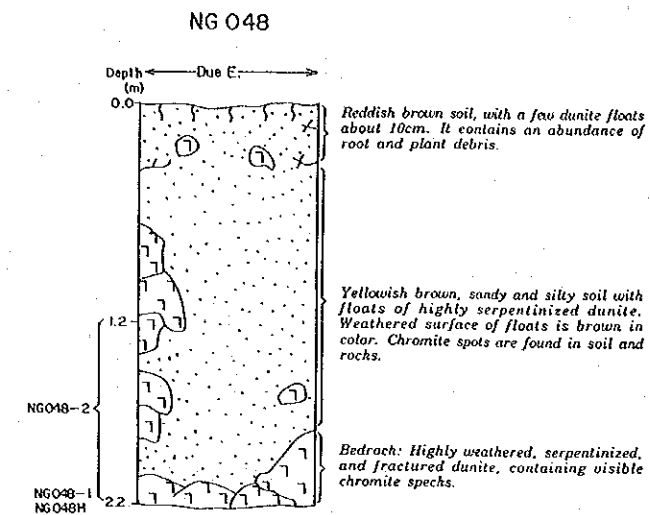 NG 048
Depth Due E.
(m)
0.0
Reddish brown soil, with a few dunite floats
about 10cm. It contains an abundance of
root and plant debris.
Yellowish brown, sandy and silty soil with
floats of highly serpentinized dunite.
1.2
Weathered surface of floats is brown in
color. Chromite spots are found in soil and
rocks.
NG048-2
Bedroch: Highly weathered, serpentinized,
and fractured dunite, containing visible
chromite spechs.
NG048-1
NG048H
2.2